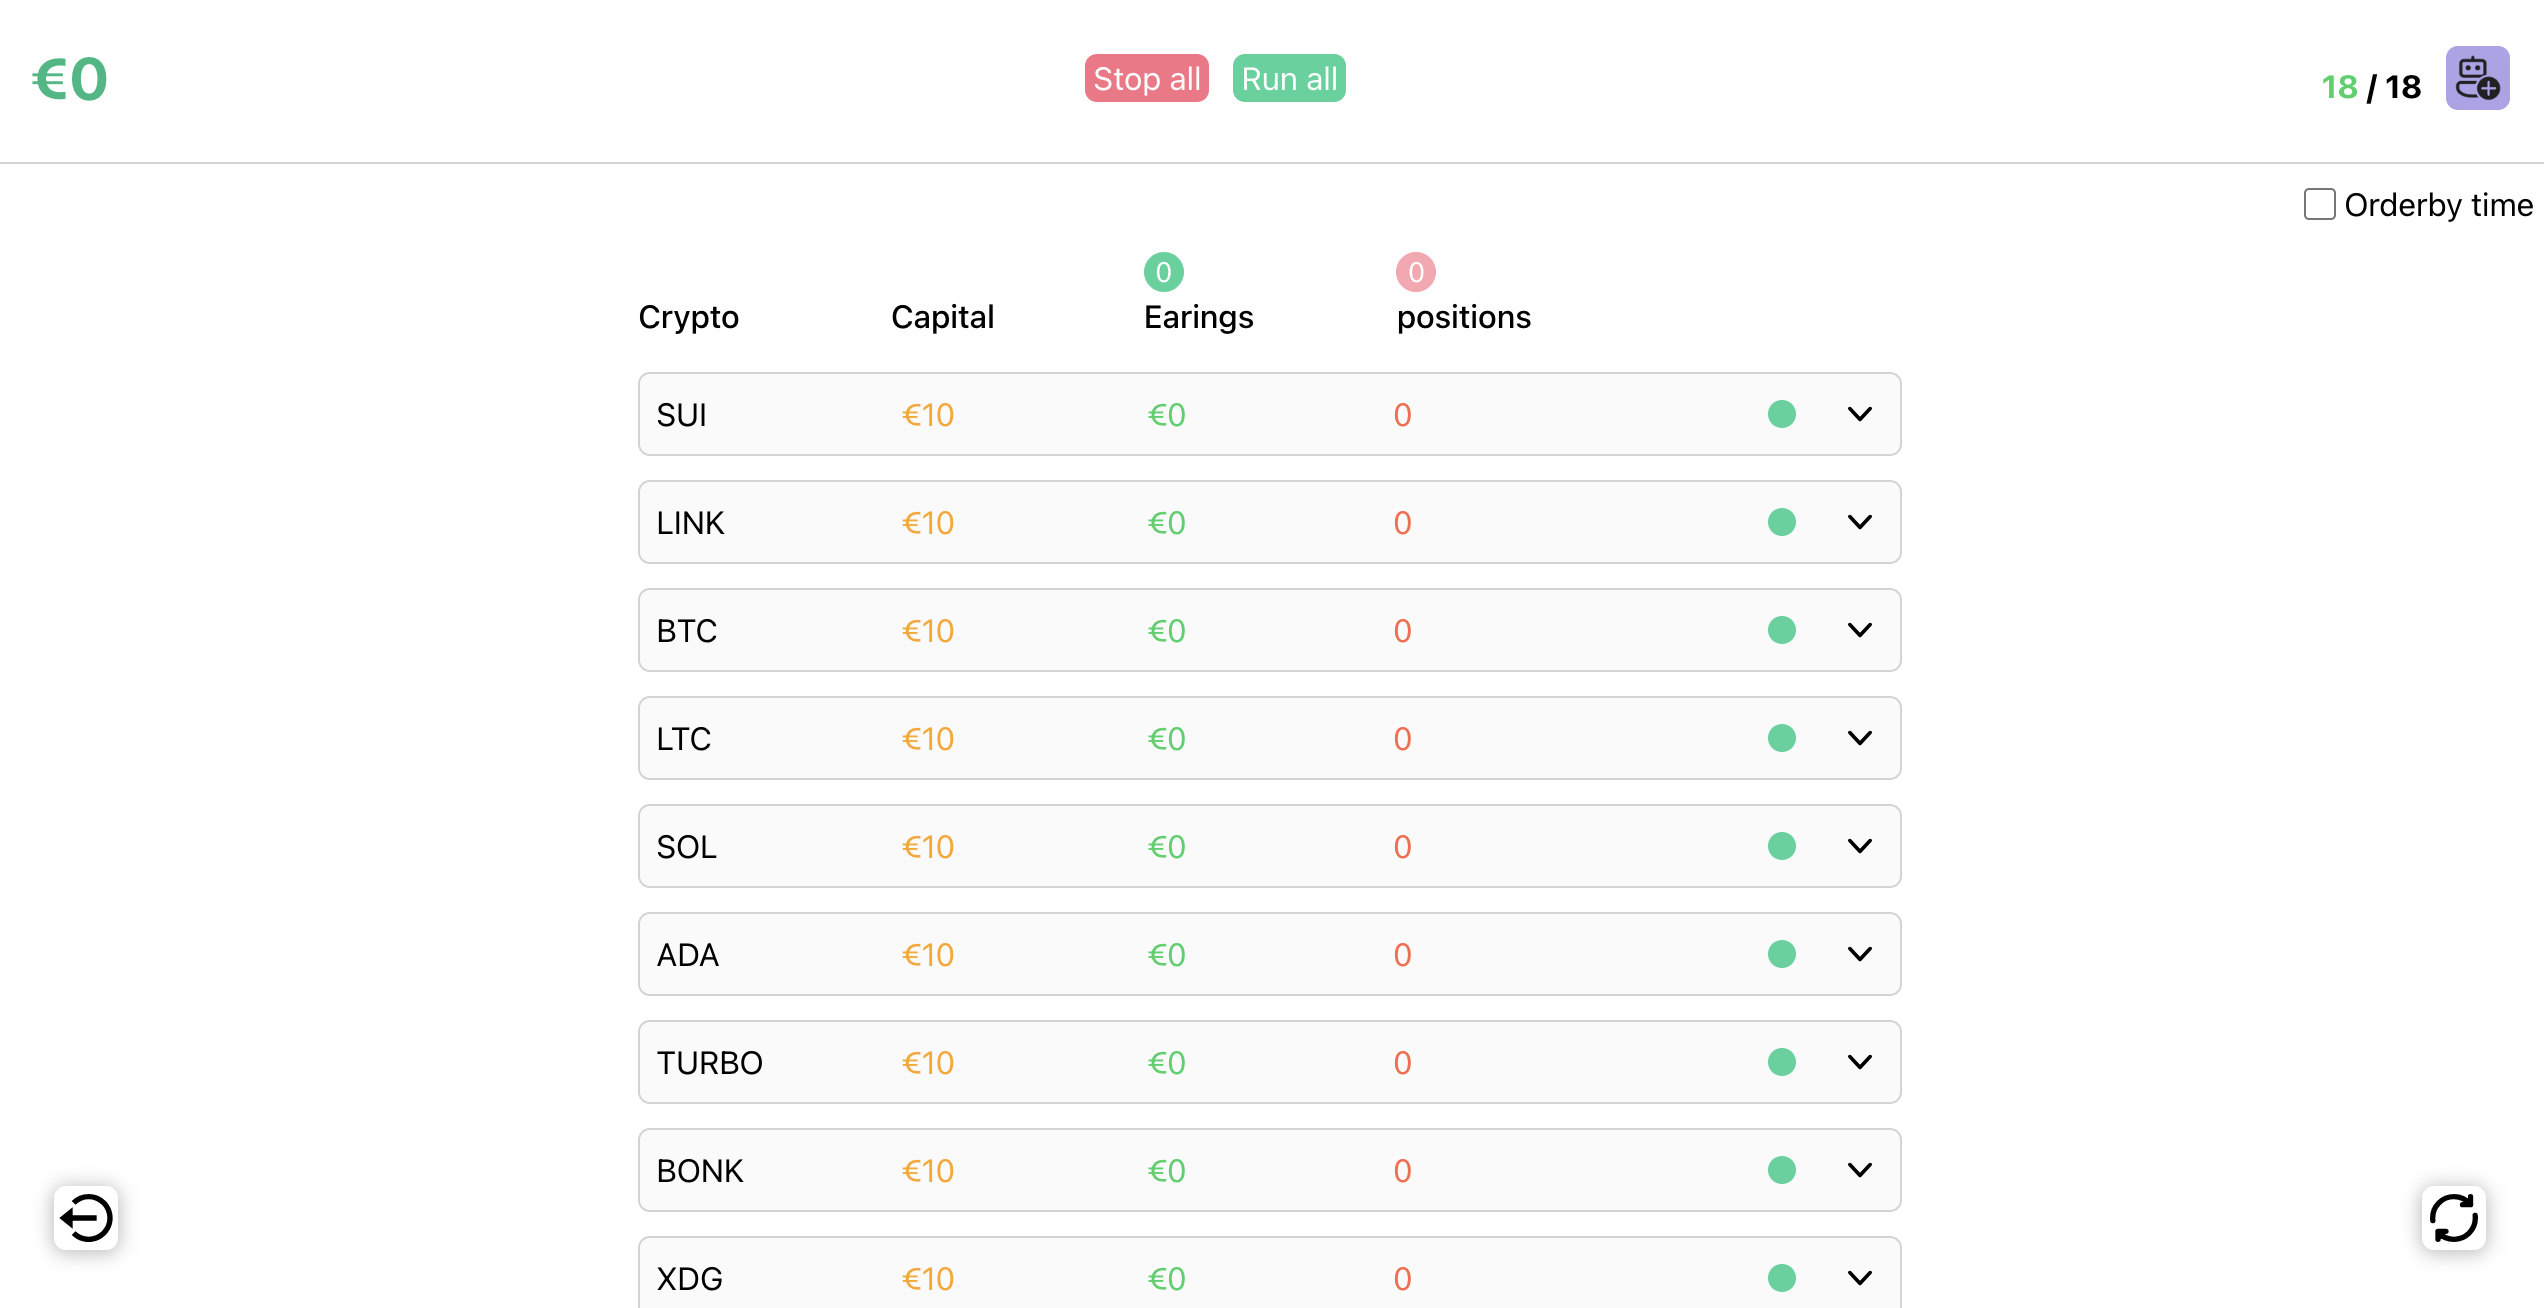 €0 Stop all Run all 18 / 18
Orderby time
0 0
Crypto Capital Earings positions
SUI €10 €0 0
LINK €10 €0 0
BTC €10 €0 0
LTC €10 €0 0
SOL €10 €0 0
ADA €10 €0 0
TURBO €10 €0 0
BONK €10 €0 0
XDG €10 €0 0